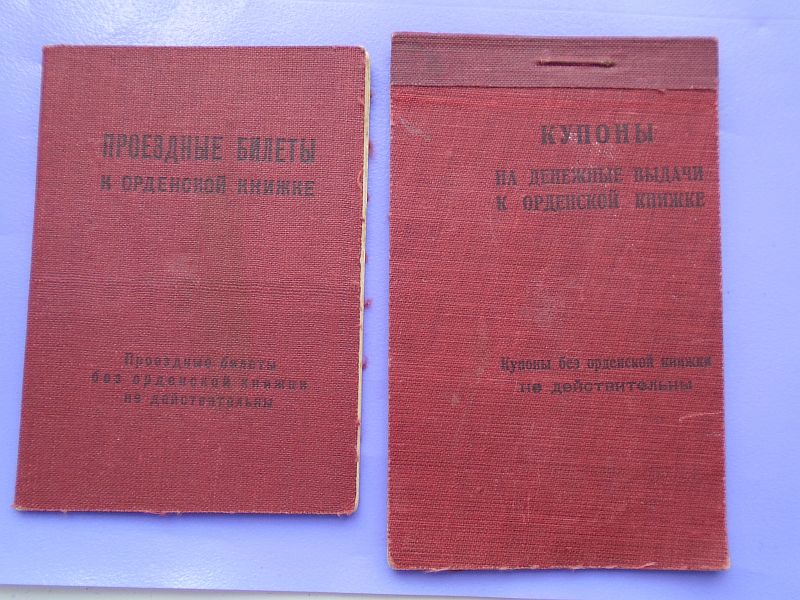 ПРОЕЗДНЫЕ БИЛЕТЫ
К ОРДЕНСКОЙ КНИЖКЕ
Проездные билеты
без орденской книжки
не действительны
КУПОНЫ
НА ДЕНЕЖНЫЕ ВЫДАЧИ
К ОРДЕНСКОЙ КНИЖКЕ
Купоны без орденской книжки
не действительны